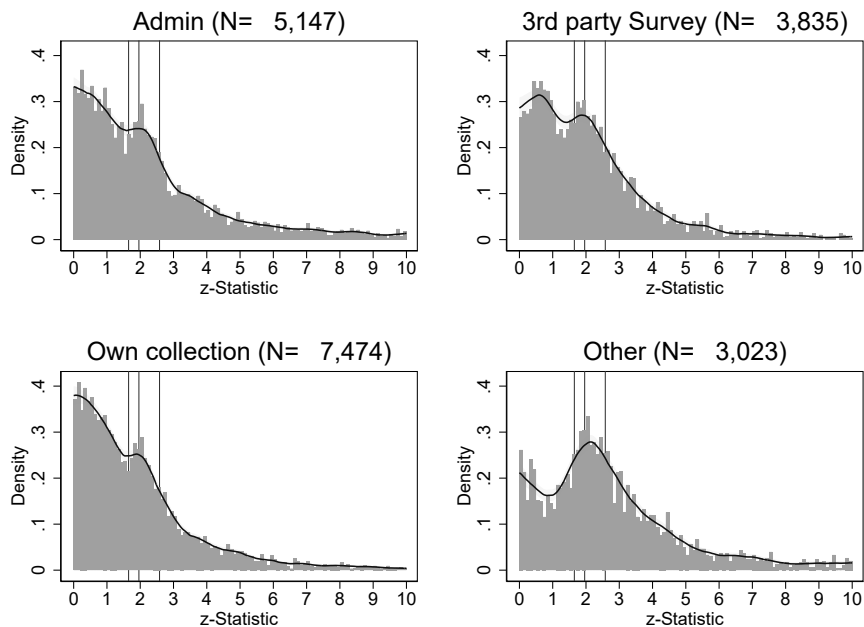 Admin (N= 5,147)
Density
0 .1 .2 .3 .4
0 1 2 3 4 5 6 7 8 9 10
z-Statistic
3rd party Survey (N= 3,835)
Density
0 .1 .2 .3 .4
0 1 2 3 4 5 6 7 8 9 10
z-Statistic
Own collection (N= 7,474)
Density
0 .1 .2 .3 .4
0 1 2 3 4 5 6 7 8 9 10
z-Statistic
Other (N= 3,023)
Density
0 .1 .2 .3 .4
0 1 2 3 4 5 6 7 8 9 10
z-Statistic